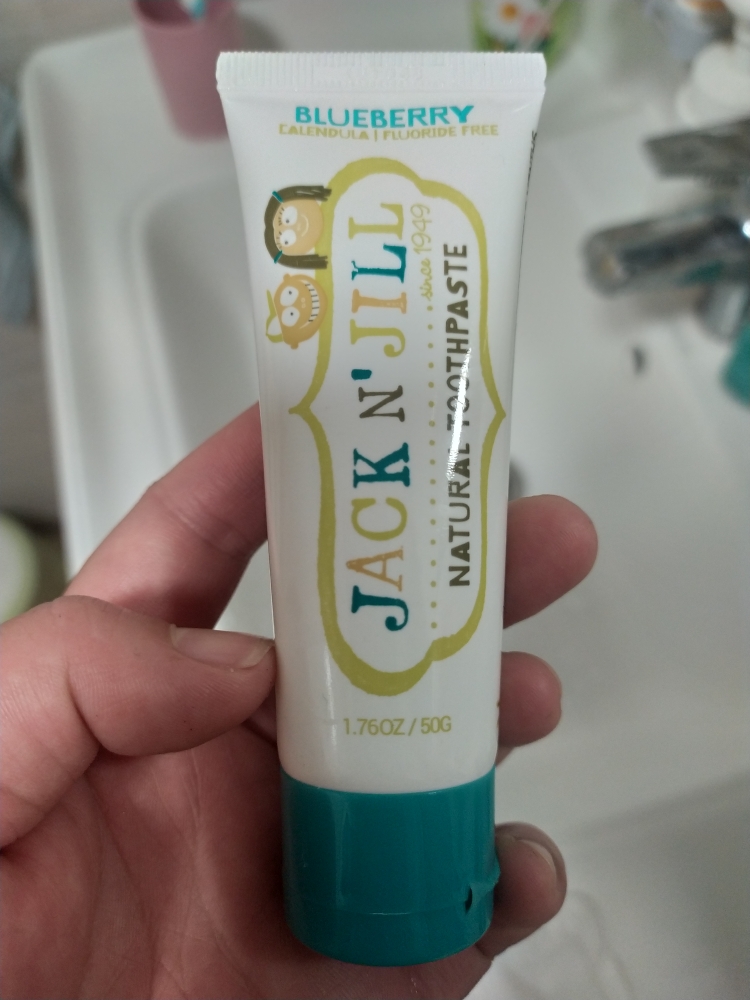 BLUEBERRY
CALENDULA | FLUORIDE FREE
JACK N' JILL
since 1949
NATURAL TOOTHPASTE
1.76OZ / 50G